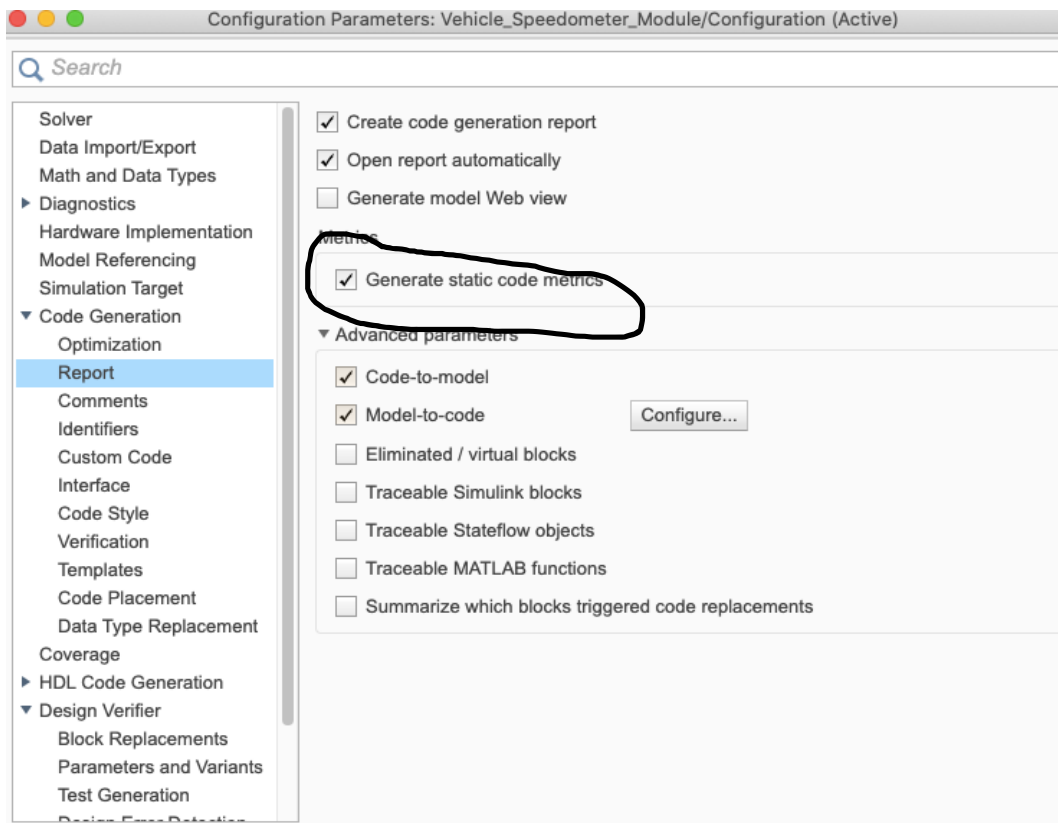 Configuration Parameters: Vehicle_Speedometer_Module/Configuration (Active)
Search
Solver
Data Import/Export
Math and Data Types
Diagnostics
Hardware Implementation
Model Referencing
Simulation Target
Code Generation
Optimization
Report
Comments
Identifiers
Custom Code
Interface
Code Style
Verification
Templates
Code Placement
Data Type Replacement
Coverage
HDL Code Generation
Design Verifier
Block Replacements
Parameters and Variants
Test Generation
Design Error Detection
Create code generation report
Open report automatically
Generate model Web view
Metrics
Generate static code metrics
Advanced parameters
Code-to-model
Model-to-code
Configure...
Eliminated / virtual blocks
Traceable Simulink blocks
Traceable Stateflow objects
Traceable MATLAB functions
Summarize which blocks triggered code replacements